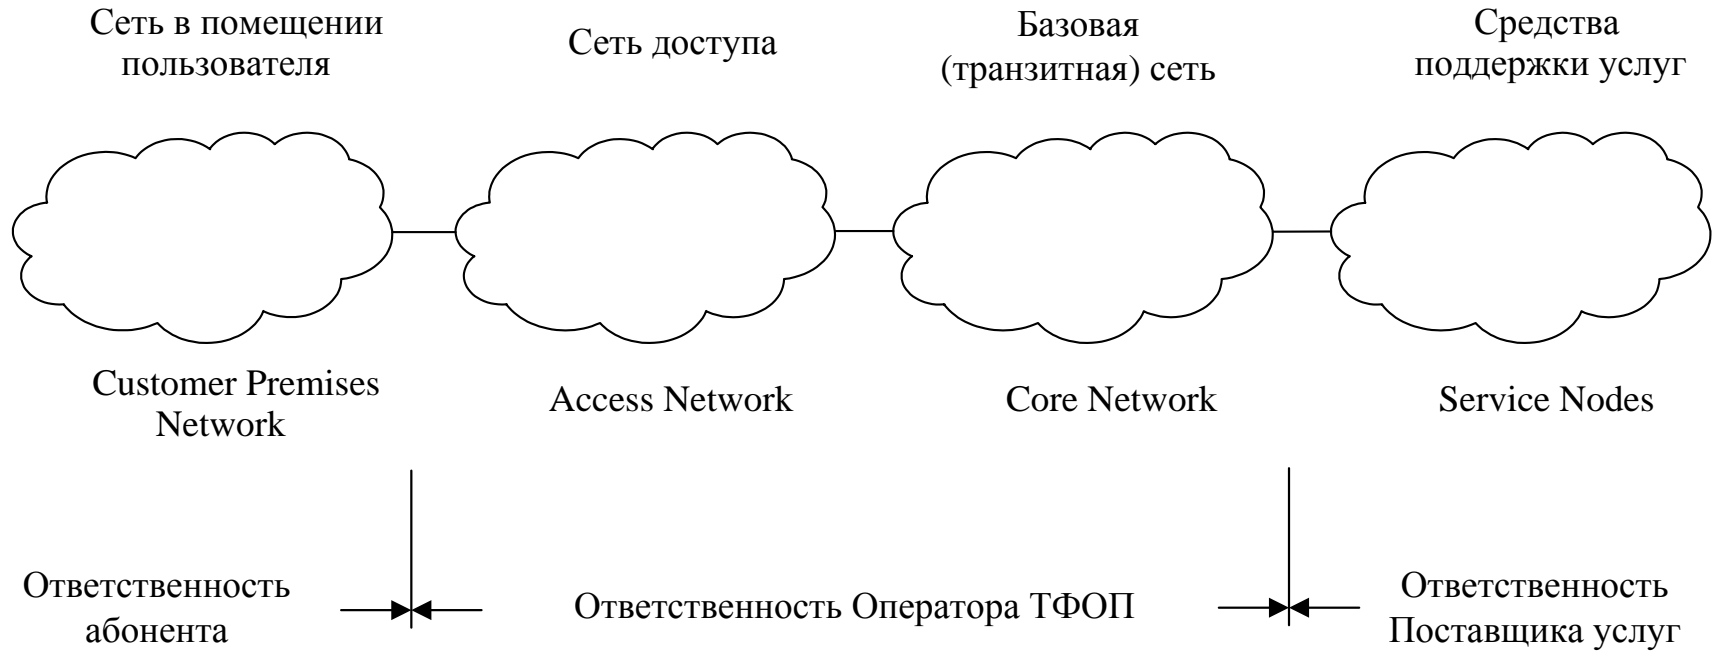 Сеть в помещении
пользователя
Сеть доступа
Базовая
(транзитная) сеть
Средства
поддержки услуг
Customer Premises
Network
Access Network
Core Network
Service Nodes
Ответственность
абонента
Ответственность Оператора ТФОП
Ответственность
Поставщика услуг